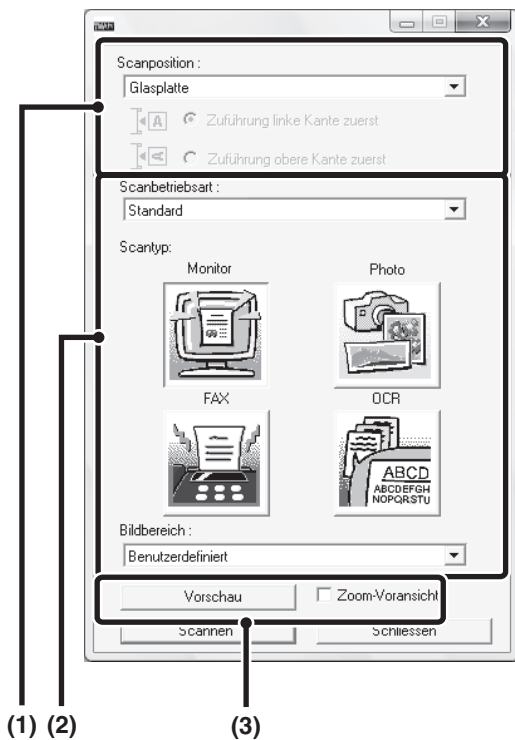 TWAIN
Scanposition :
Glasplatte
A Zuführung linke Kante zuerst
A Zuführung obere Kante zuerst
Scanbetriebsart :
Standard
Scantyp:
Monitor Photo
FAX OCR
ABCD
ABCDEFGH
NOPQRSTU
Bildbereich :
Benutzerdefiniert
Vorschau Zoom-Voransicht
Scannen Schliessen
(1) (2) (3)